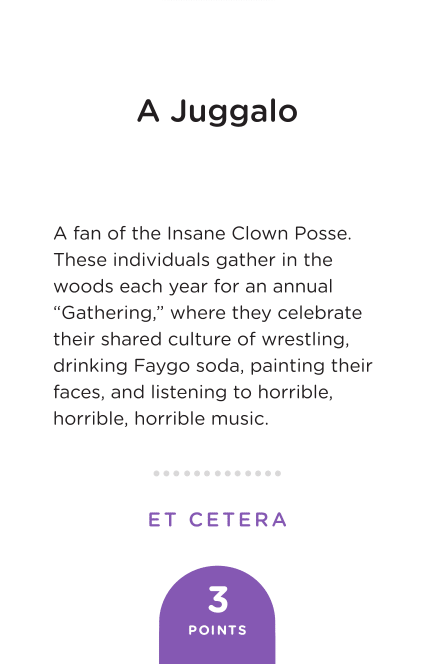 A Juggalo
A fan of the Insane Clown Posse.
These individuals gather in the
woods each year for an annual
“Gathering,” where they celebrate
their shared culture of wrestling,
drinking Faygo soda, painting their
faces, and listening to horrible,
horrible, horrible music.
ET CETERA
3
POINTS